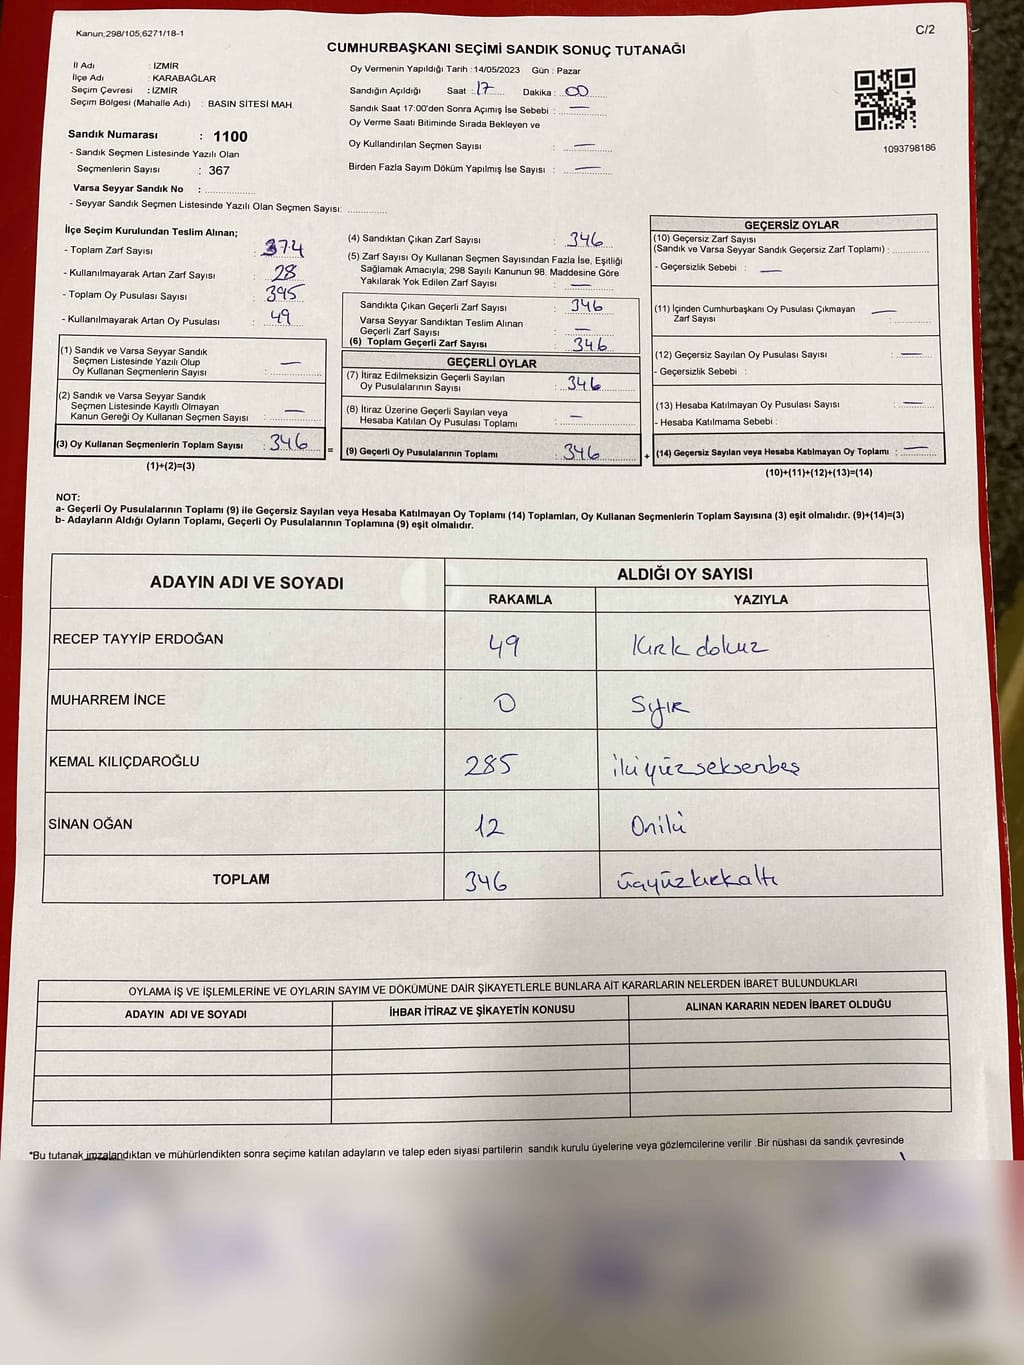 Kanun;298/105;6271/18-1
C/2
CUMHURBAŞKANI SEÇİMİ SANDIK SONUÇ TUTANAĞI
İl Adı : İZMİR
İlçe Adı : KARABAĞLAR
Seçim Çevresi : İZMİR
Seçim Bölgesi (Mahalle Adı) : BASIN SİTESİ MAH.
Sandık Numarası : 1100
- Sandık Seçmen Listesinde Yazılı Olan
Seçmenlerin Sayısı : 367
Varsa Seyyar Sandık No :
- Seyyar Sandık Seçmen Listesinde Yazılı Olan Seçmen Sayısı:
Oy Vermenin Yapıldığı Tarih : 14/05/2023 Gün : Pazar
Sandığın Açıldığı Saat : 17 Dakika : 00
Sandık Saat 17:00'den Sonra Açımış İse Sebebi : —
Oy Verme Saati Bitiminde Sırada Bekleyen ve
Oy Kullandırılan Seçmen Sayısı : —
Birden Fazla Sayım Döküm Yapılmış İse Sayısı : —
1093798186
İlçe Seçim Kurulundan Teslim Alınan;
- Toplam Zarf Sayısı : 374
- Kullanılmayarak Artan Zarf Sayısı : 28
- Toplam Oy Pusulası Sayısı : 395
- Kullanılmayarak Artan Oy Pusulası : 49
(1) Sandık ve Varsa Seyyar Sandık
Seçmen Listesinde Yazılı Olup
Oy Kullanan Seçmenlerin Sayısı : —
(2) Sandık ve Varsa Seyyar Sandık
Seçmen Listesinde Kayıtlı Olmayan
Kanun Gereği Oy Kullanan Seçmen Sayısı : —
(3) Oy Kullanan Seçmenlerin Toplam Sayısı : 346
(1)+(2)=(3)
=
(4) Sandıktan Çıkan Zarf Sayısı : 346
(5) Zarf Sayısı Oy Kullanan Seçmen Sayısından Fazla İse, Eşitliği
Sağlamak Amacıyla; 298 Sayılı Kanunun 98. Maddesine Göre
Yakılarak Yok Edilen Zarf Sayısı : —
Sandıkta Çıkan Geçerli Zarf Sayısı : 346
Varsa Seyyar Sandıktan Teslim Alınan
Geçerli Zarf Sayısı : —
(6) Toplam Geçerli Zarf Sayısı : 346
GEÇERLİ OYLAR
(7) İtiraz Edilmeksizin Geçerli Sayılan
Oy Pusulalarının Sayısı : 346
(8) İtiraz Üzerine Geçerli Sayılan veya
Hesaba Katılan Oy Pusulası Toplamı : —
(9) Geçerli Oy Pusulalarının Toplamı : 346
+
GEÇERSİZ OYLAR
(10) Geçersiz Zarf Sayısı
(Sandık ve Varsa Seyyar Sandık Geçersiz Zarf Toplamı) :
- Geçersizlik Sebebi : —
(11) İçinden Cumhurbaşkanı Oy Pusulası Çıkmayan
Zarf Sayısı : —
(12) Geçersiz Sayılan Oy Pusulası Sayısı : —
- Geçersizlik Sebebi :
(13) Hesaba Katılmayan Oy Pusulası Sayısı : —
- Hesaba Katılmama Sebebi :
(14) Geçersiz Sayılan veya Hesaba Katılmayan Oy Toplamı : —
(10)+(11)+(12)+(13)=(14)
NOT:
a- Geçerli Oy Pusulalarının Toplamı (9) ile Geçersiz Sayılan veya Hesaba Katılmayan Oy Toplamı (14) Toplamları, Oy Kullanan Seçmenlerin Toplam Sayısına (3) eşit olmalıdır. (9)+(14)=(3)
b- Adayların Aldığı Oyların Toplamı, Geçerli Oy Pusulalarının Toplamına (9) eşit olmalıdır.
ADAYIN ADI VE SOYADI
ALDIĞI OY SAYISI
RAKAMLA YAZIYLA
RECEP TAYYİP ERDOĞAN 49 Kırk dokuz
MUHARREM İNCE 0 Sıfır
KEMAL KILIÇDAROĞLU 285 ikiyüzseksenbeş
SİNAN OĞAN 12 Oniki
TOPLAM 346 üçyüzkırkaltı
OYLAMA İŞ VE İŞLEMLERİNE VE OYLARIN SAYIM VE DÖKÜMÜNE DAİR ŞİKAYETLERLE BUNLARA AİT KARARLARIN NELERDEN İBARET BULUNDUKLARI
ADAYIN ADI VE SOYADI İHBAR İTİRAZ VE ŞİKAYETİN KONUSU ALINAN KARARIN NEDEN İBARET OLDUĞU
*Bu tutanak imzalandıktan ve mühürlendikten sonra seçime katılan adayların ve talep eden siyasi partilerin sandık kurulu üyelerine veya gözlemcilerine verilir .Bir nüshası da sandık çevresinde